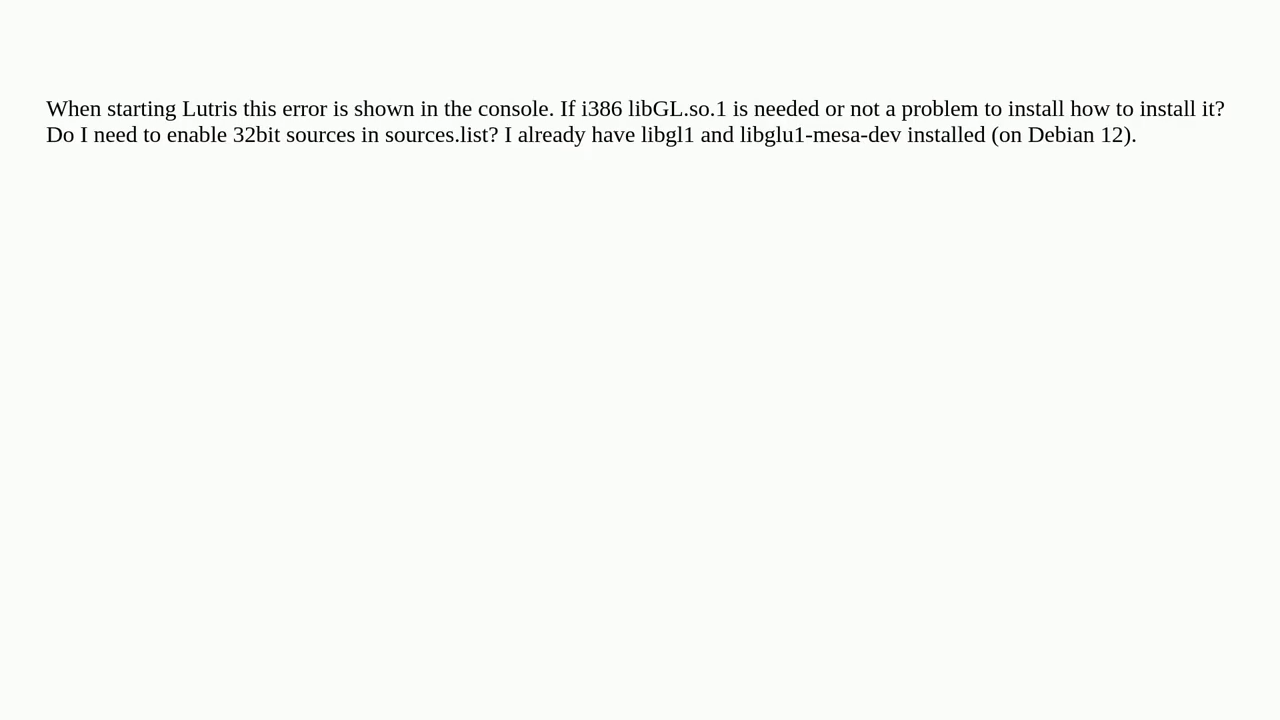 When starting Lutris this error is shown in the console. If i386 libGL.so.1 is needed or not a problem to install how to install it?
Do I need to enable 32bit sources in sources.list? I already have libgl1 and libglu1-mesa-dev installed (on Debian 12).